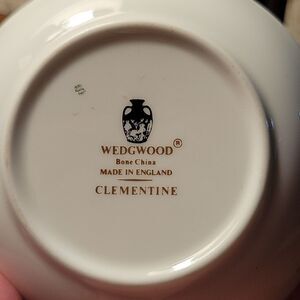 WEDGWOOD®
Bone China
MADE IN ENGLAND
CLEMENTINE